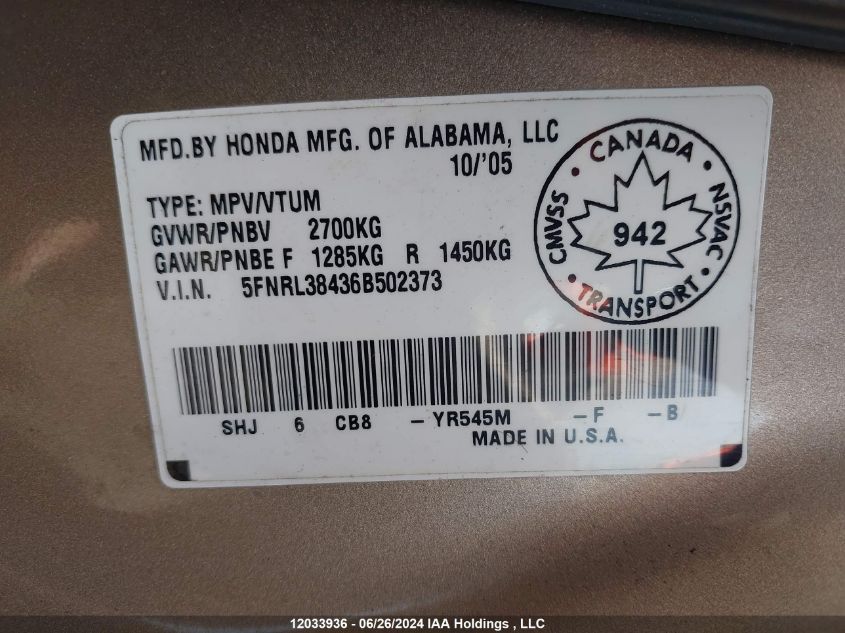 MFD.BY HONDA MFG. OF ALABAMA, LLC
10/'05
TYPE: MPV/VTUM
GVWR/PNBV 2700KG
GAWR/PNBE F 1285KG R 1450KG
V.I.N. 5FNRL38436B502373
• CANADA •
CMVSS
942
NSVAC
• TRANSPORT •
SHJ 6 CB8 -YR545M -F -B
MADE IN U.S.A.
12033936 - 06/26/2024 IAA Holdings , LLC